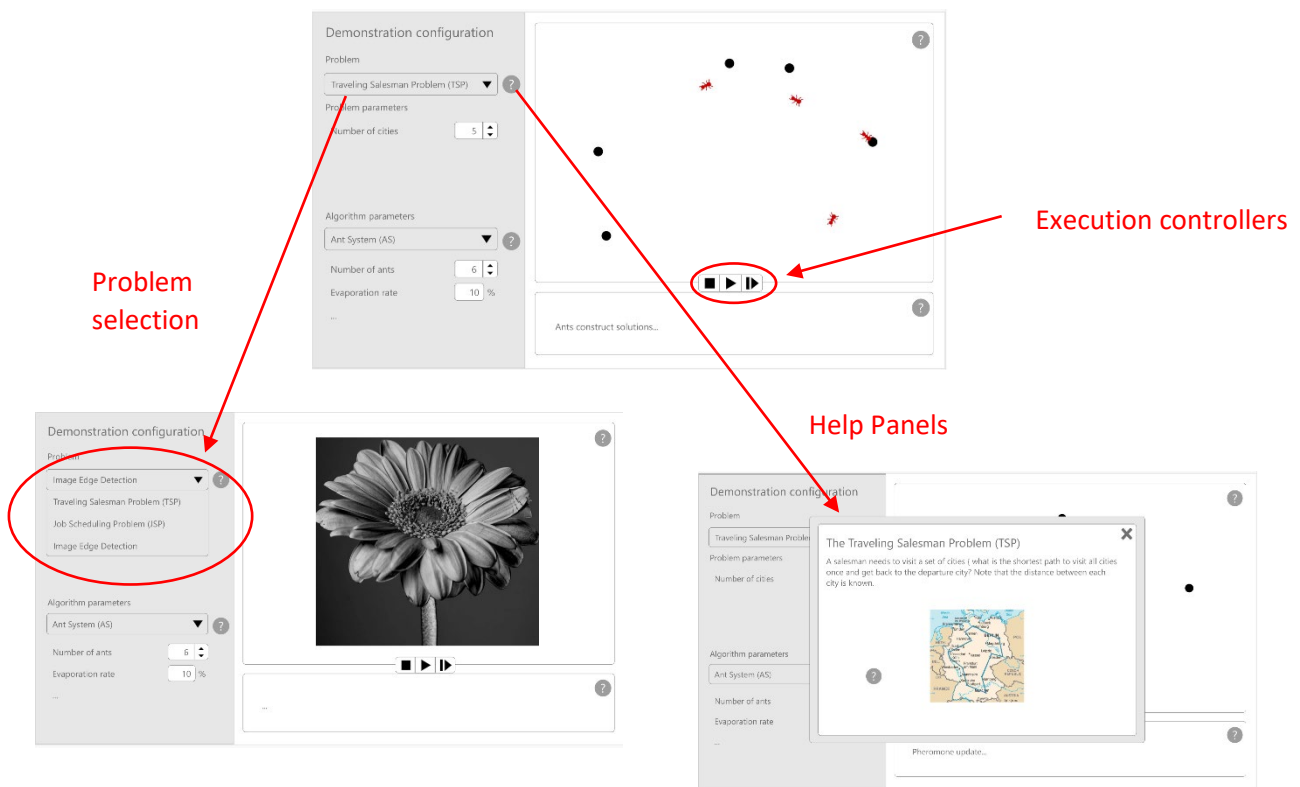 Demonstration configuration
Problem
Traveling Salesman Problem (TSP)
?
Problem parameters
Number of cities
5
Algorithm parameters
Ant System (AS)
?
Number of ants
6
Evaporation rate
10 %
...
?
?
Ants construct solutions...
Execution controllers
Problem
selection
Help Panels
Demonstration configuration
Problem
Image Edge Detection
?
Traveling Salesman Problem (TSP)
Job Scheduling Problem (JSP)
Image Edge Detection
Algorithm parameters
Ant System (AS)
?
Number of ants
6
Evaporation rate
10 %
...
?
?
...
Demonstration configuration
Problem
Traveling Salesman Proble
Problem parameters
Number of cities
Algorithm parameters
Ant System (AS)
Number of ants
Evaporation rate
...
?
The Traveling Salesman Problem (TSP)
A salesman needs to visit a set of cities ( what is the shortest path to visit all cities
once and get back to the departure city? Note that the distance between each
city is known.
?
?
Pheromone update...